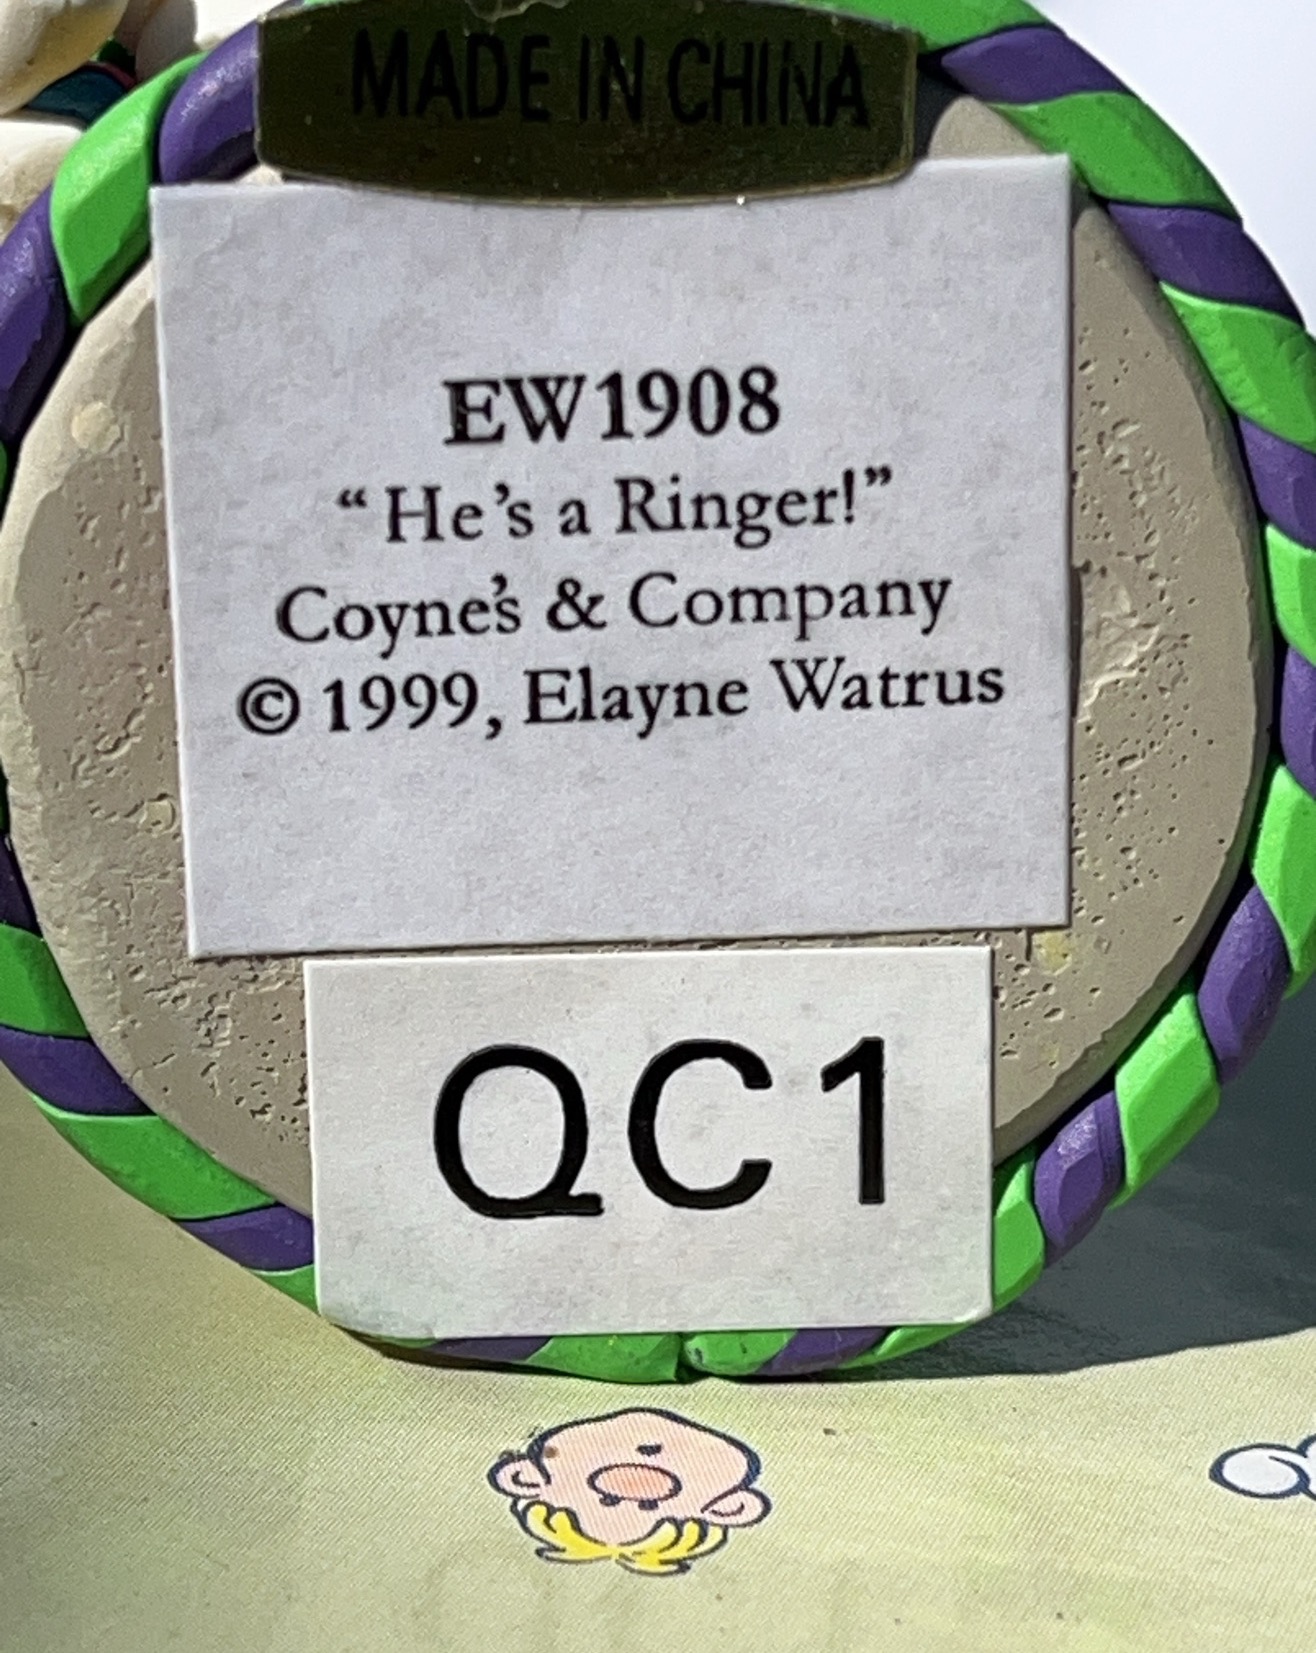 MADE IN CHINA
EW1908
“He’s a Ringer!”
Coyne’s & Company
© 1999, Elayne Watrus
QC1